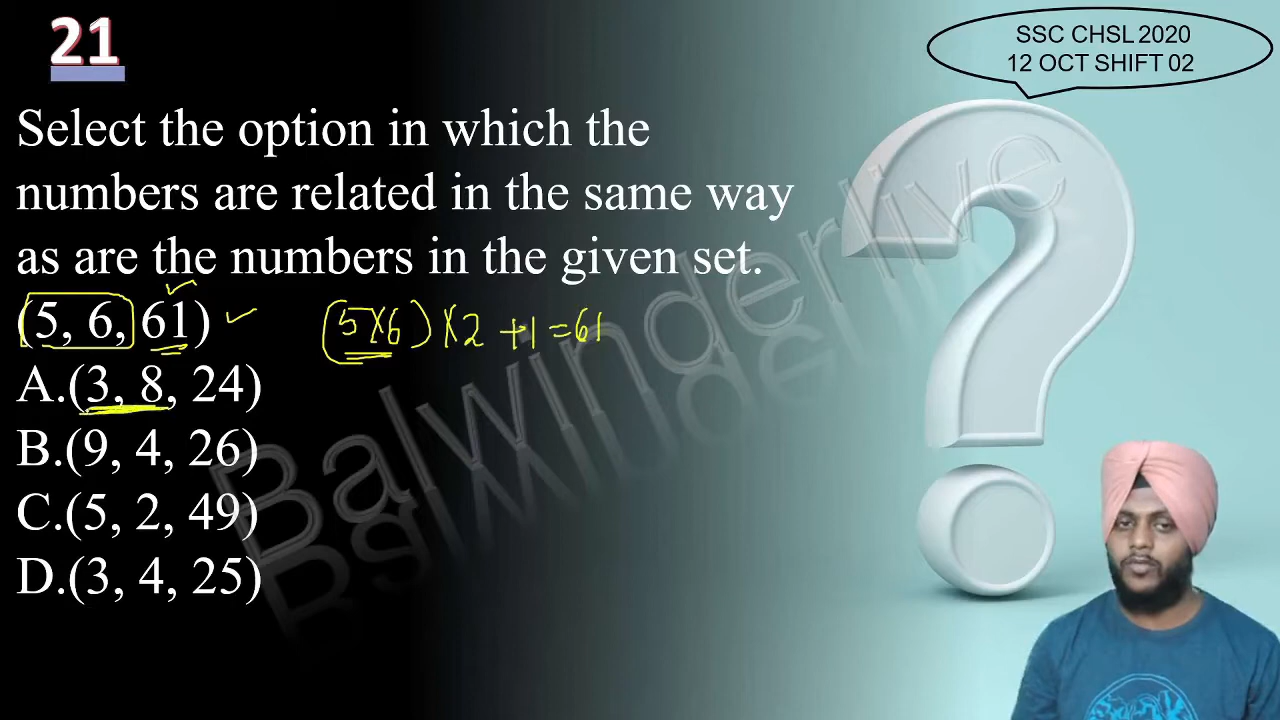 21
SSC CHSL 2020
12 OCT SHIFT 02
Select the option in which the
numbers are related in the same way
as are the numbers in the given set.
(5, 6, 61) (5×6)×2 +1=61
A.(3, 8, 24)
B.(9, 4, 26)
C.(5, 2, 49)
D.(3, 4, 25)
Balwinderlive